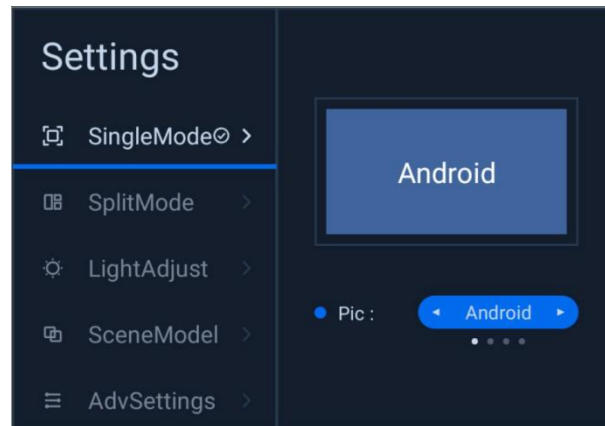 Settings
SingleMode
SplitMode
LightAdjust
SceneModel
AdvSettings
Android
Pic :
Android